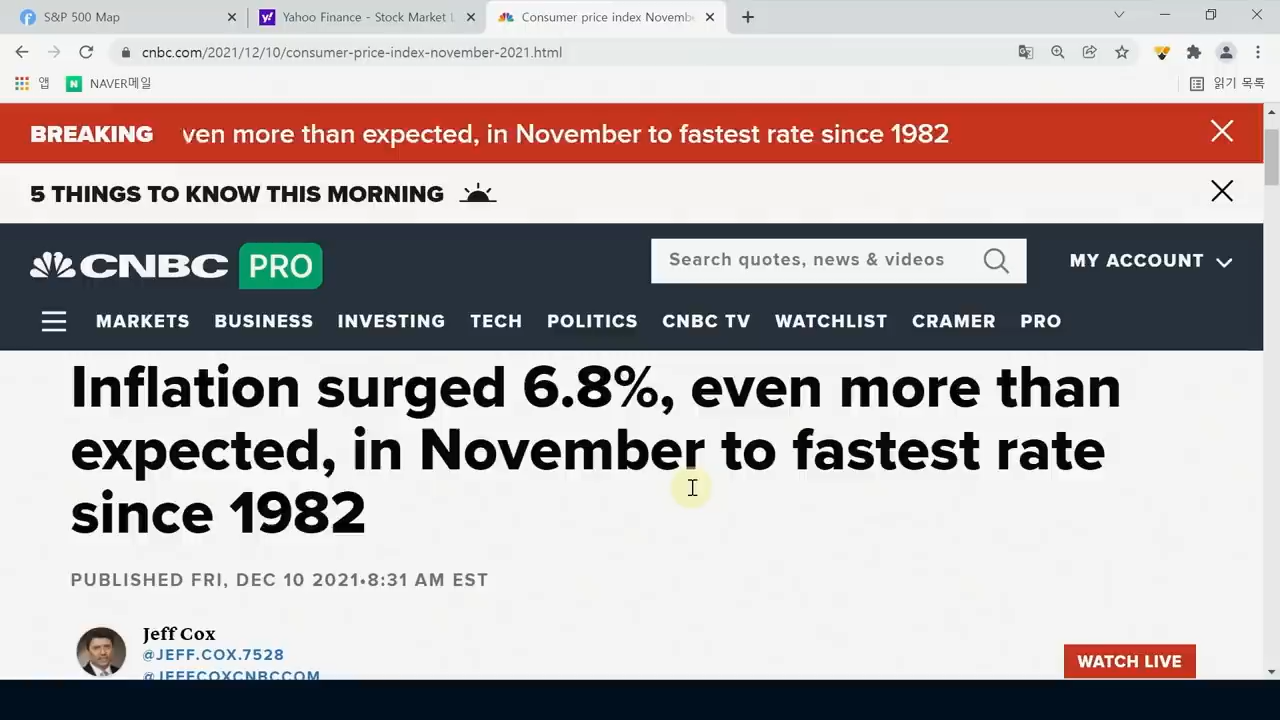 S&P 500 Map
Yahoo Finance - Stock Market L
Consumer price index Novemb
cnbc.com/2021/12/10/consumer-price-index-november-2021.html
앱
NAVER메일
읽기 목록
BREAKING
ven more than expected, in November to fastest rate since 1982
5 THINGS TO KNOW THIS MORNING
CNBC PRO
Search quotes, news & videos
MY ACCOUNT
MARKETS BUSINESS INVESTING TECH POLITICS CNBC TV WATCHLIST CRAMER PRO
Inflation surged 6.8%, even more than
expected, in November to fastest rate
since 1982
PUBLISHED FRI, DEC 10 2021•8:31 AM EST
Jeff Cox
@JEFF.COX.7528
@JEFFCOXCNBCCOM
WATCH LIVE